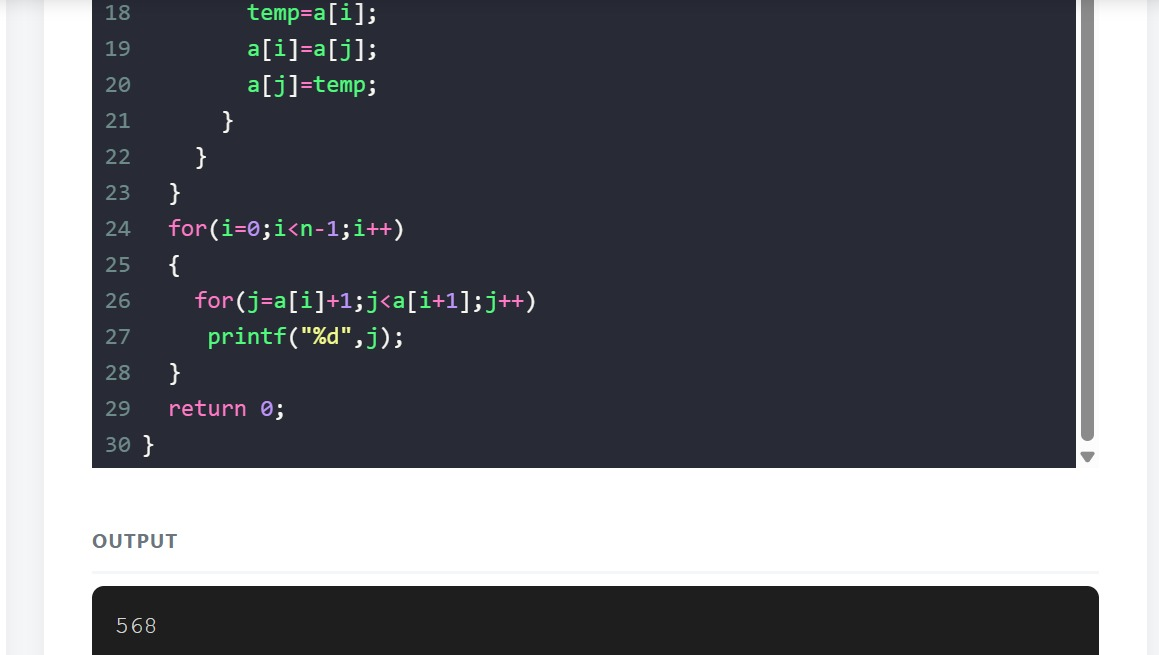 18 temp=a[i];
19 a[i]=a[j];
20 a[j]=temp;
21 }
22 }
23 }
24 for(i=0;i<n-1;i++)
25 {
26 for(j=a[i]+1;j<a[i+1];j++)
27 printf("%d",j);
28 }
29 return 0;
30 }
OUTPUT
568